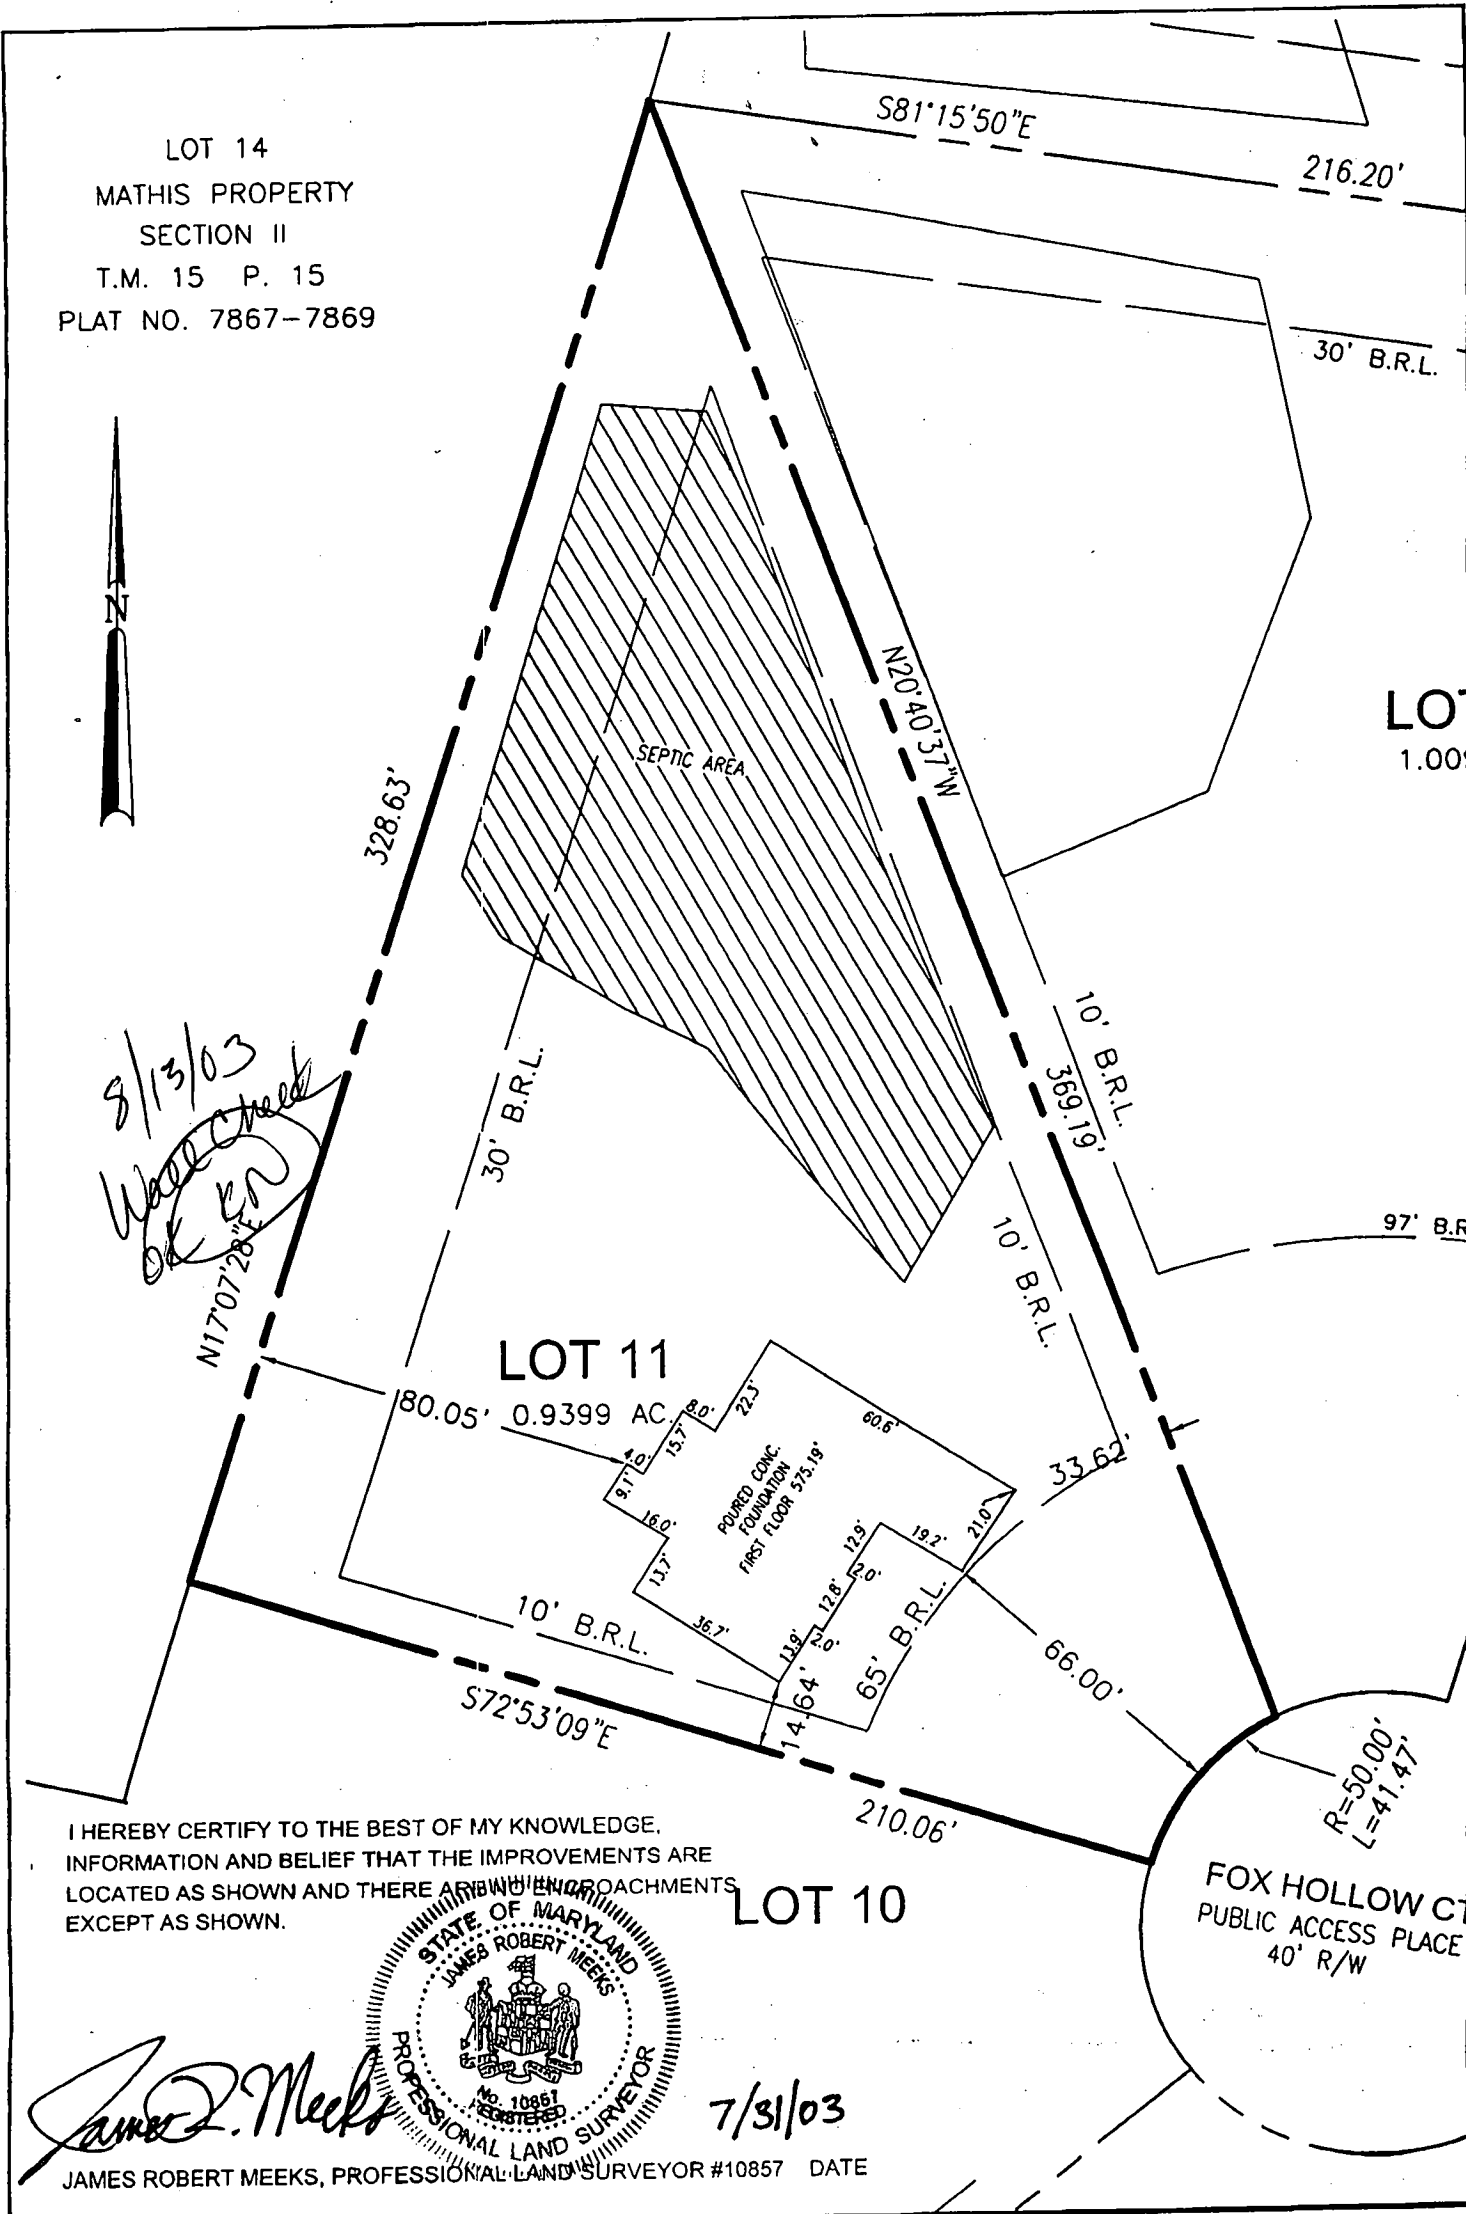 LOT 14
MATHIS PROPERTY
SECTION II
T.M. 15 P. 15
PLAT NO. 7867-7869
S81°15'50"E
216.20'
30' B.R.L.
N
328.63'
SEPTIC AREA
N20°40'37"W
LOT
1.009
10' B.R.L.
369.19'
8/13/03
Wall Check
OK KN
N17°07'28"E
30' B.R.L.
10' B.R.L.
97' B.R
LOT 11
80.05' 0.9399 AC.
8.0'
22.3'
60.6'
15.7'
4.0'
9.1'
16.0'
13.7'
36.7'
POURED CONC.
FOUNDATION
FIRST FLOOR 575.19'
33.62'
21.0'
19.2'
12.9'
2.0'
12.8'
2.0'
13.9'
14.64'
65' B.R.L.
66.00'
10' B.R.L.
S72°53'09"E
210.06'
R=50.00'
L=41.47'
FOX HOLLOW CT
PUBLIC ACCESS PLACE
40' R/W
I HEREBY CERTIFY TO THE BEST OF MY KNOWLEDGE,
INFORMATION AND BELIEF THAT THE IMPROVEMENTS ARE
LOCATED AS SHOWN AND THERE ARE NO ENCROACHMENTS
EXCEPT AS SHOWN.
LOT 10
STATE OF MARYLAND
JAMES ROBERT MEEKS
No. 10857
REGISTERED
PROFESSIONAL LAND SURVEYOR
James R. Meeks
7/31/03
JAMES ROBERT MEEKS, PROFESSIONAL LAND SURVEYOR #10857 DATE